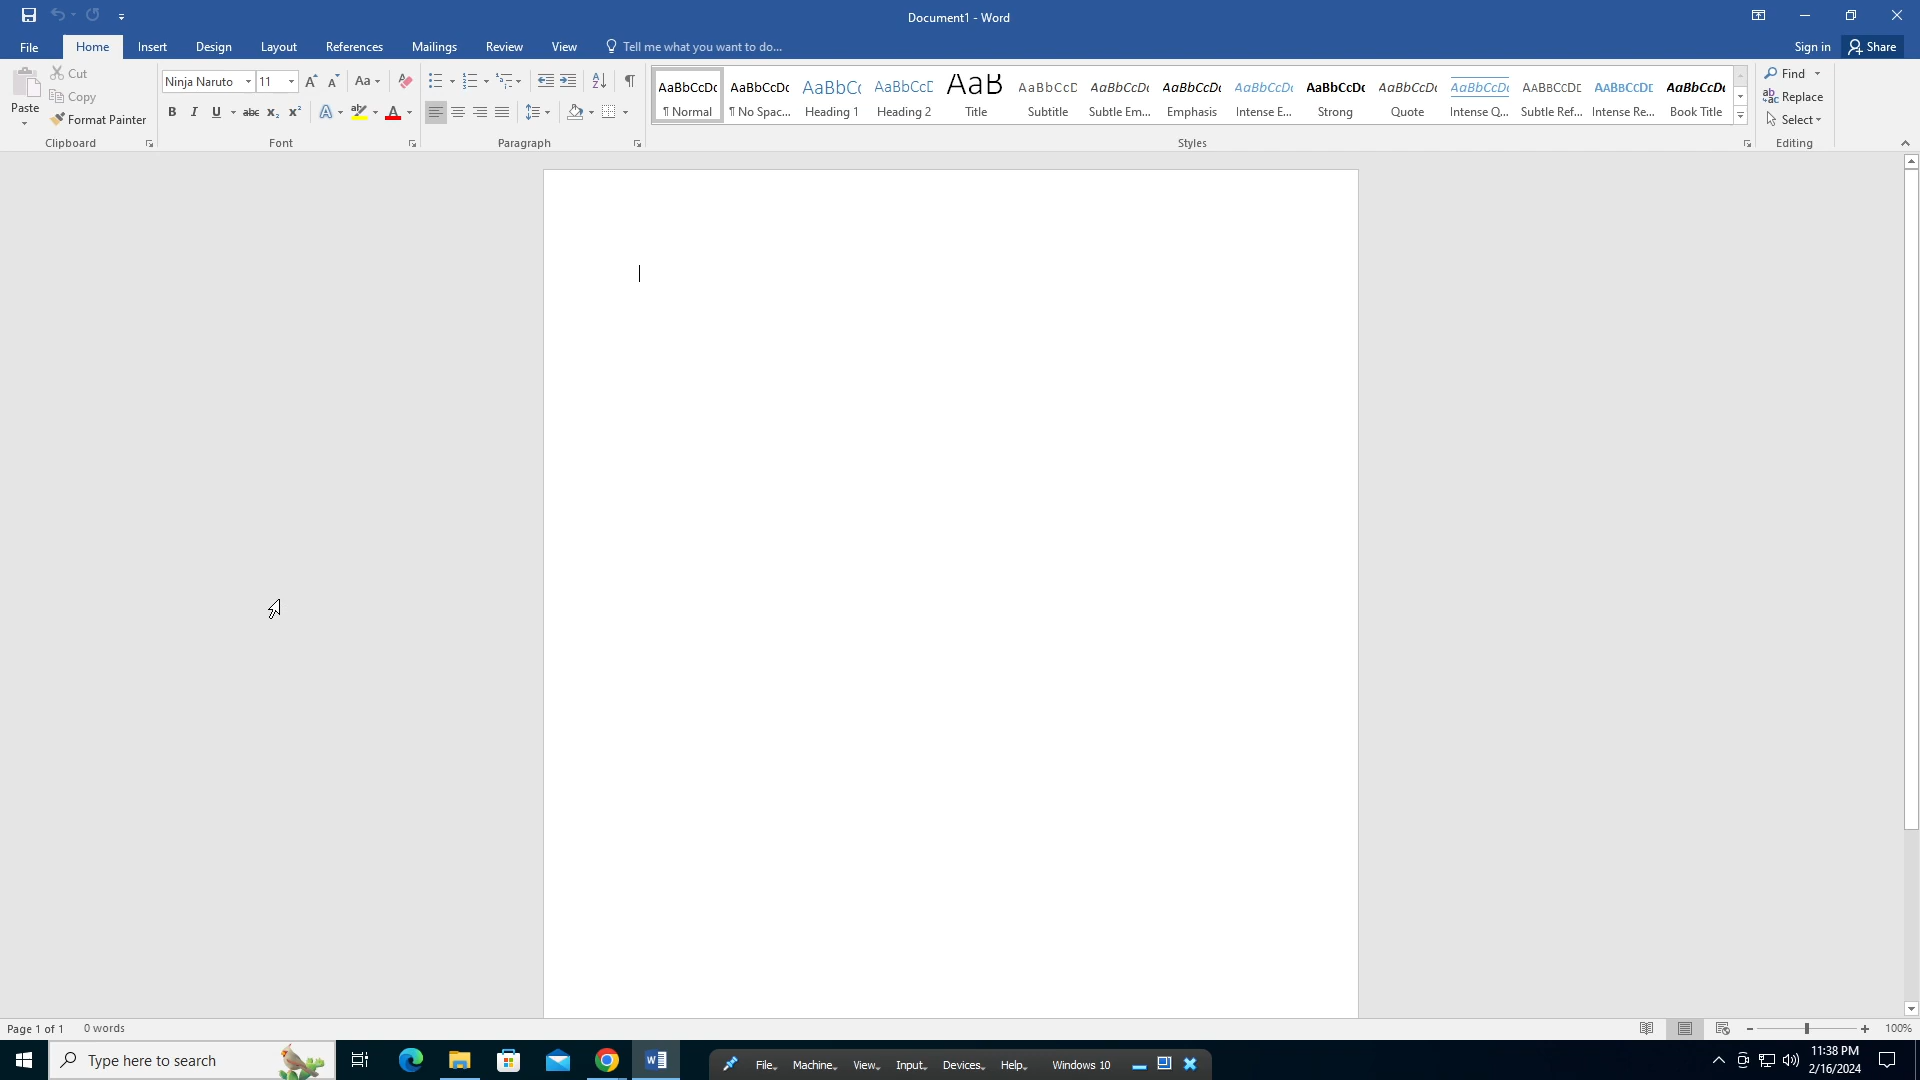 Document1 - Word
File Home Insert Design Layout References Mailings Review View Tell me what you want to do... Sign in Share
Cut
Copy
Format Painter
Paste
Clipboard
Ninja Naruto 11
Aa
B I U abc X₂ X² A ab A
Font
Paragraph
AaBbCcDc AaBbCcDc AaBbCc AaBbCcC AaB AaBbCcC AaBbCcDc AaBbCcDc AaBbCcDc AaBbCcDc AaBbCcDc AaBbCcDc AABBCCDE AABBCCDE AaBbCcDc
¶ Normal ¶ No Spac... Heading 1 Heading 2 Title Subtitle Subtle Em... Emphasis Intense E... Strong Quote Intense Q... Subtle Ref... Intense Re... Book Title
Styles
Find
Replace
Select
Editing
Page 1 of 1 0 words
100%
Type here to search
File Machine View Input Devices Help Windows 10
11:38 PM
2/16/2024